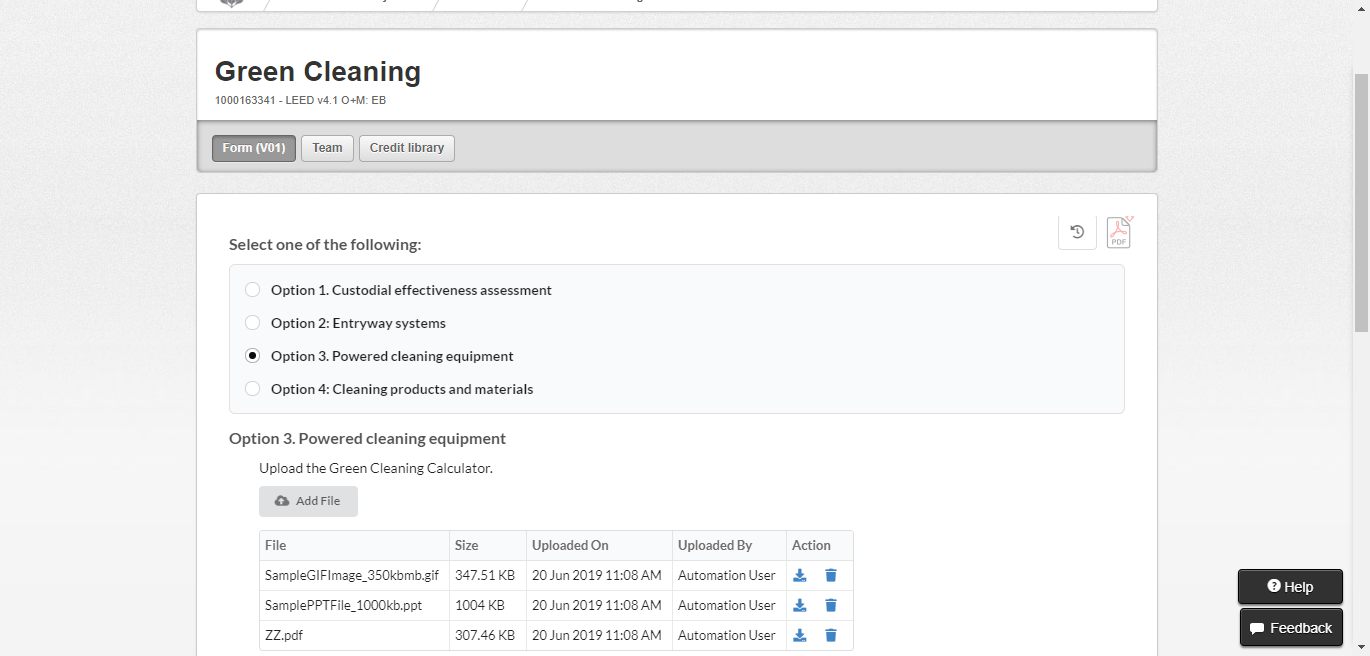 Green Cleaning
1000163341 - LEED v4.1 O+M: EB
Form (V01) Team Credit library
PDF
Select one of the following:
Option 1. Custodial effectiveness assessment
Option 2: Entryway systems
Option 3. Powered cleaning equipment
Option 4: Cleaning products and materials
Option 3. Powered cleaning equipment
Upload the Green Cleaning Calculator.
Add File
File Size Uploaded On Uploaded By Action
SampleGIFImage_350kbmb.gif 347.51 KB 20 Jun 2019 11:08 AM Automation User
SamplePPTFile_1000kb.ppt 1004 KB 20 Jun 2019 11:08 AM Automation User
ZZ.pdf 307.46 KB 20 Jun 2019 11:08 AM Automation User
Help
Feedback